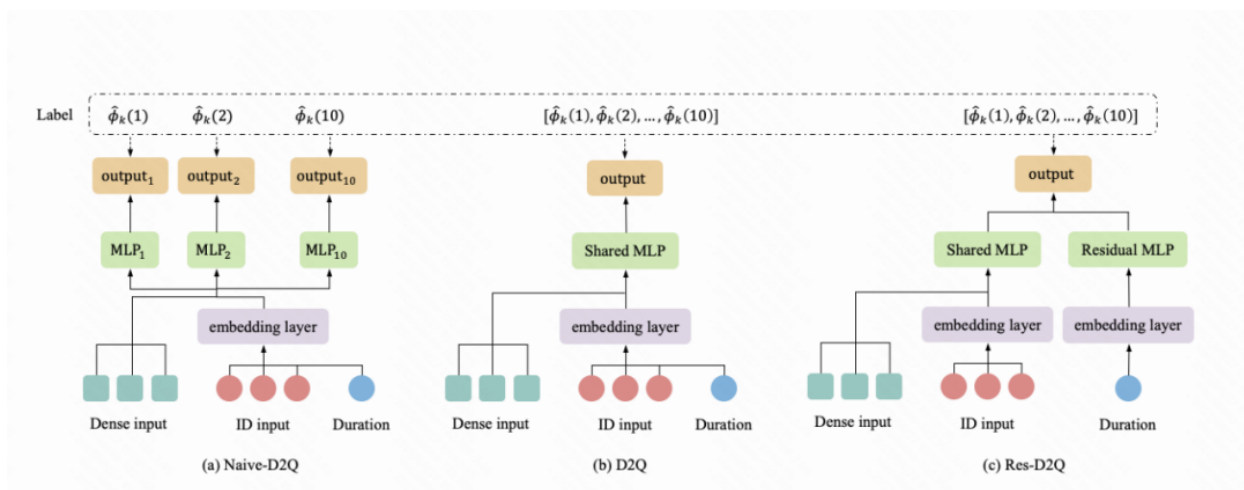 Label
φ̂ₖ(1) φ̂ₖ(2) φ̂ₖ(10) [φ̂ₖ(1), φ̂ₖ(2), ..., φ̂ₖ(10)] [φ̂ₖ(1), φ̂ₖ(2), ..., φ̂ₖ(10)]
output₁ output₂ output₁₀ output output
MLP₁ MLP₂ MLP₁₀ Shared MLP Shared MLP Residual MLP
embedding layer embedding layer embedding layer embedding layer
Dense input ID input Duration Dense input ID input Duration Dense input ID input Duration
(a) Naive-D2Q (b) D2Q (c) Res-D2Q